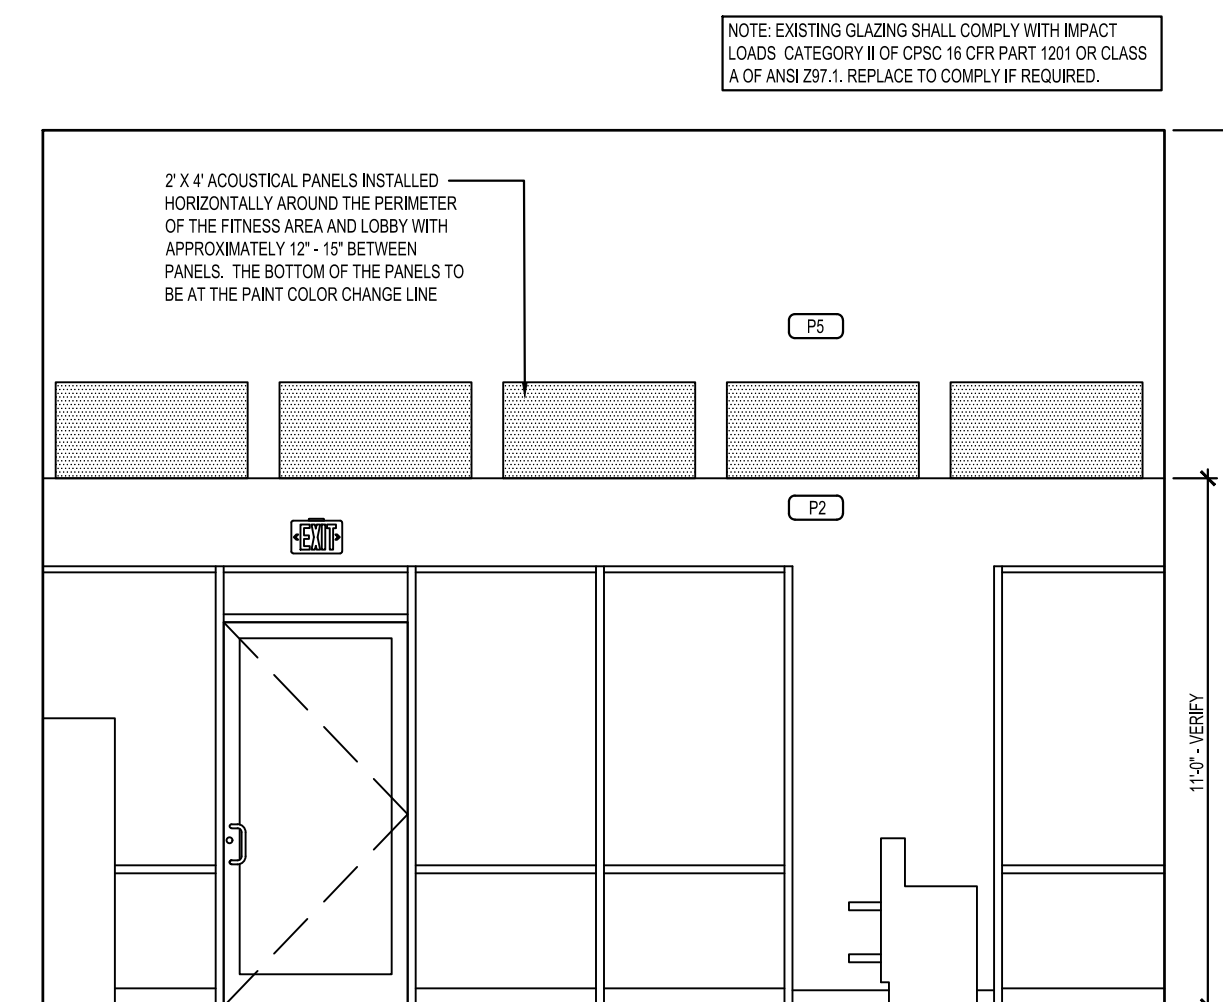 NOTE: EXISTING GLAZING SHALL COMPLY WITH IMPACT
LOADS CATEGORY II OF CPSC 16 CFR PART 1201 OR CLASS
A OF ANSI Z97.1. REPLACE TO COMPLY IF REQUIRED.
2' X 4' ACOUSTICAL PANELS INSTALLED
HORIZONTALLY AROUND THE PERIMETER
OF THE FITNESS AREA AND LOBBY WITH
APPROXIMATELY 12" - 15" BETWEEN
PANELS. THE BOTTOM OF THE PANELS TO
BE AT THE PAINT COLOR CHANGE LINE
P5
P2
EXIT
11'-0" - VERIFY